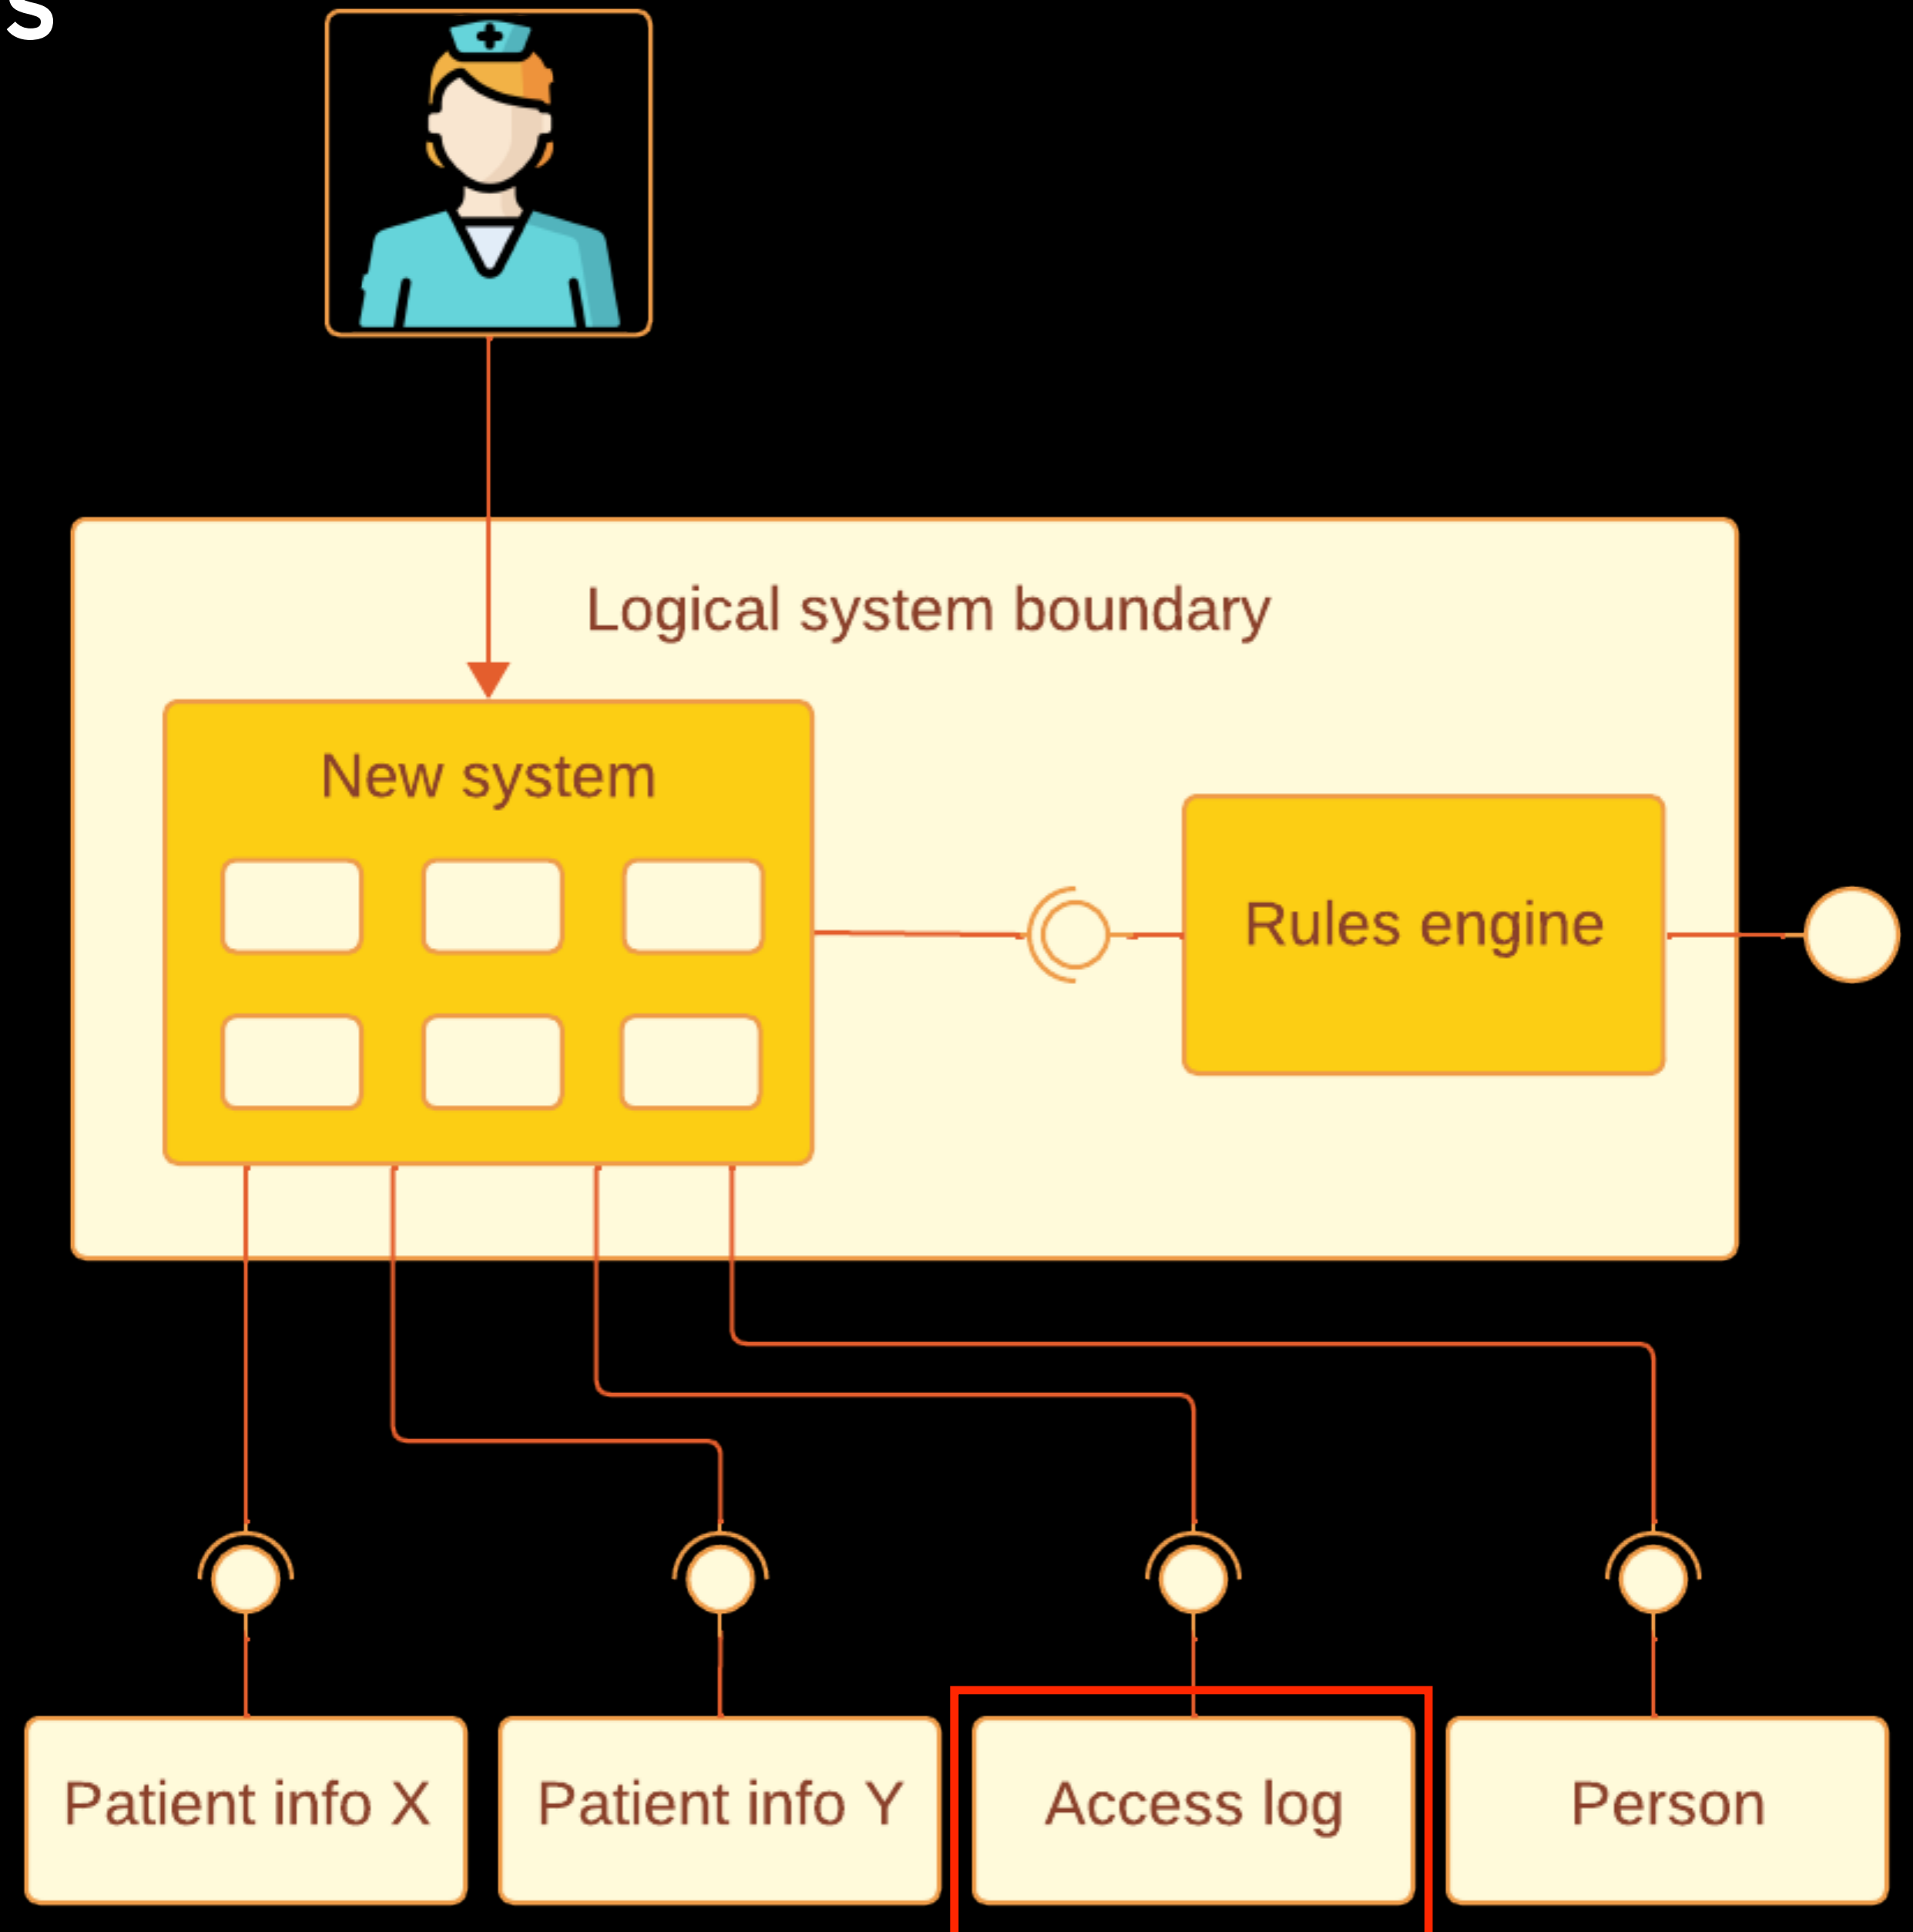 s
Logical system boundary
New system
Rules engine
Patient info X
Patient info Y
Access log
Person